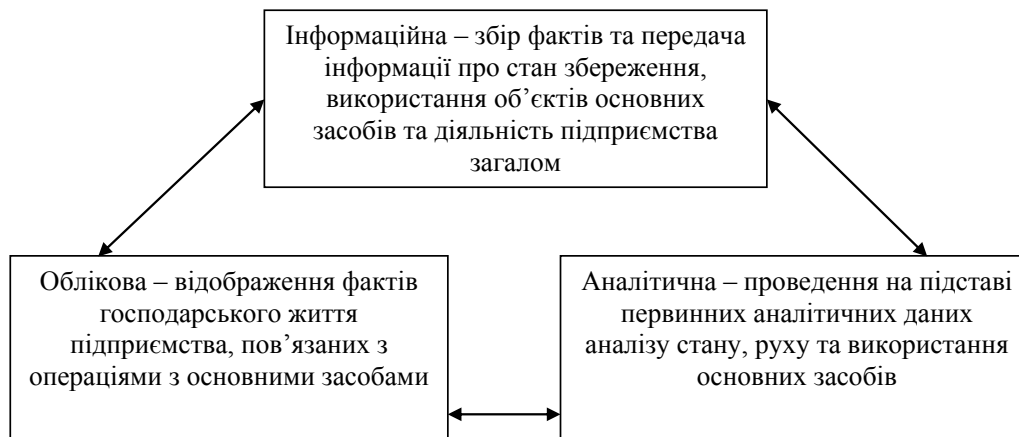 Інформаційна – збір фактів та передача
інформації про стан збереження,
використання об’єктів основних
засобів та діяльність підприємства
загалом
Облікова – відображення фактів
господарського життя
підприємства, пов’язаних з
операціями з основними засобами
Аналітична – проведення на підставі
первинних аналітичних даних
аналізу стану, руху та використання
основних засобів